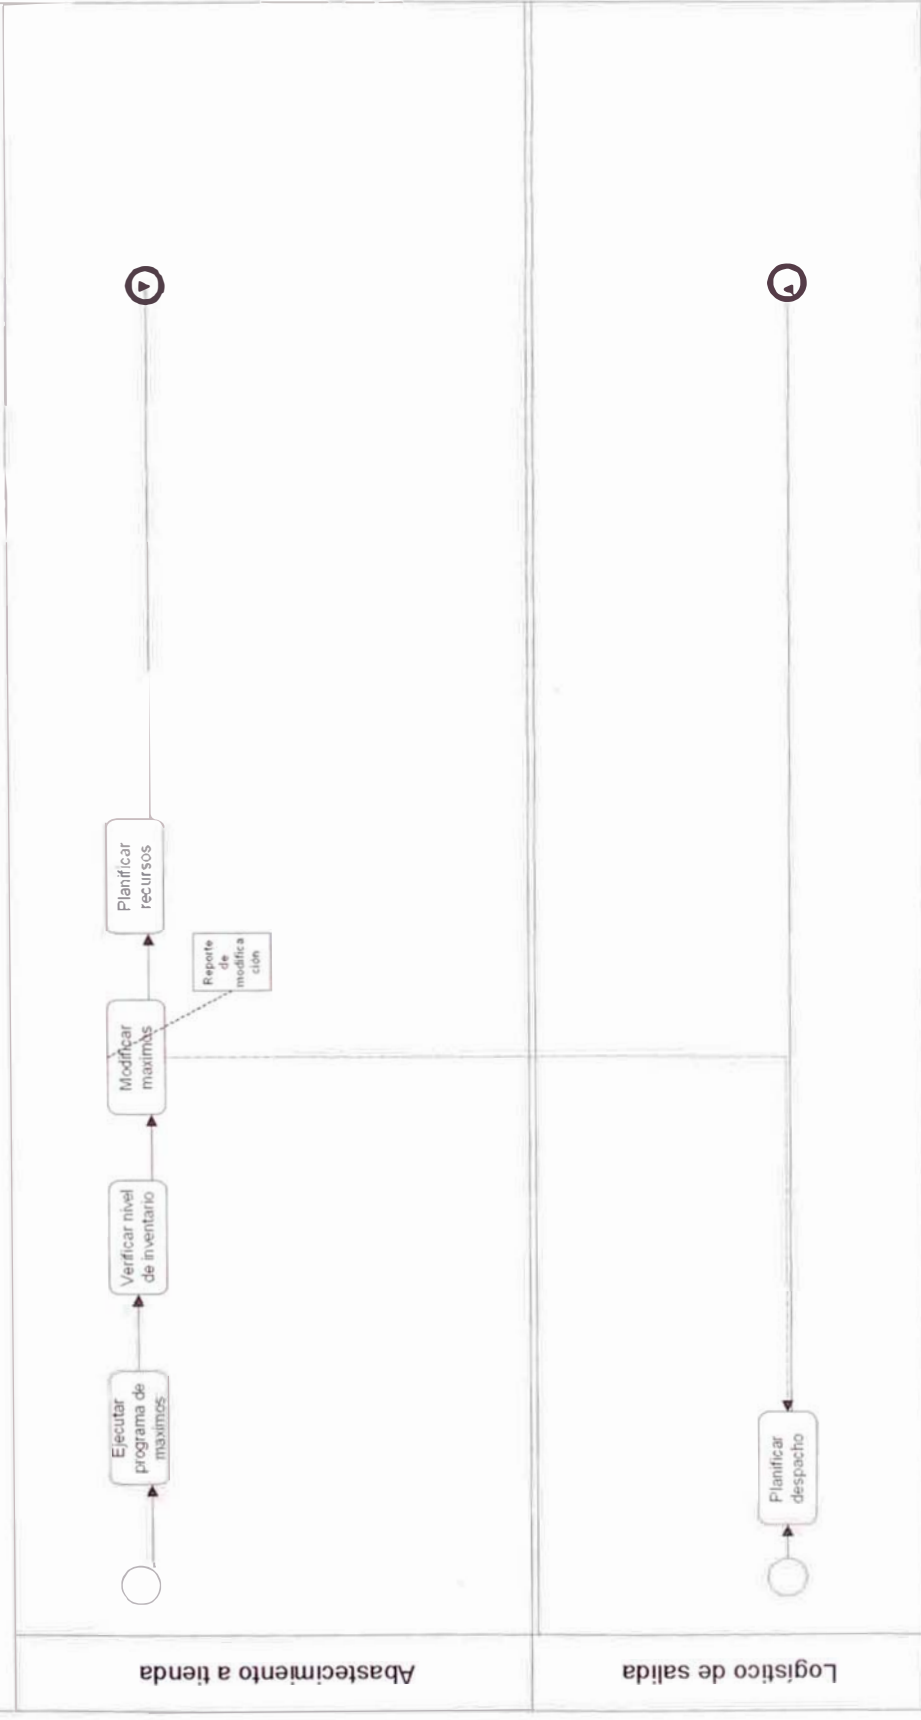 Abastecimiento a tienda
Ejecutar
programa de
maximos
Verificar nivel
de inventario
Modificar
maximos
Reporte
de
modifica
ción
Planificar
recursos
Logístico de salida
Planificar
despacho